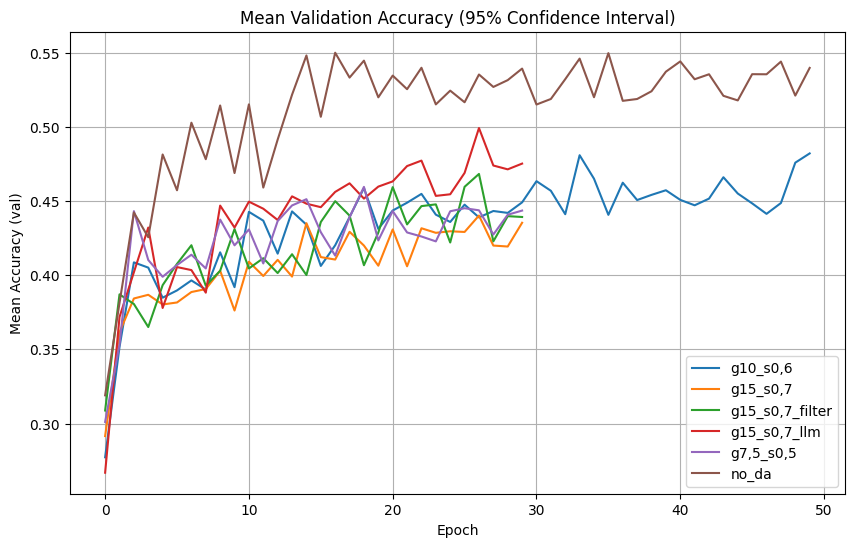 Mean Validation Accuracy (95% Confidence Interval)
Mean Accuracy (val)
0.55
0.50
0.45
0.40
0.35
0.30
0
10
20
30
40
50
Epoch
g10_s0,6
g15_s0,7
g15_s0,7_filter
g15_s0,7_llm
g7,5_s0,5
no_da